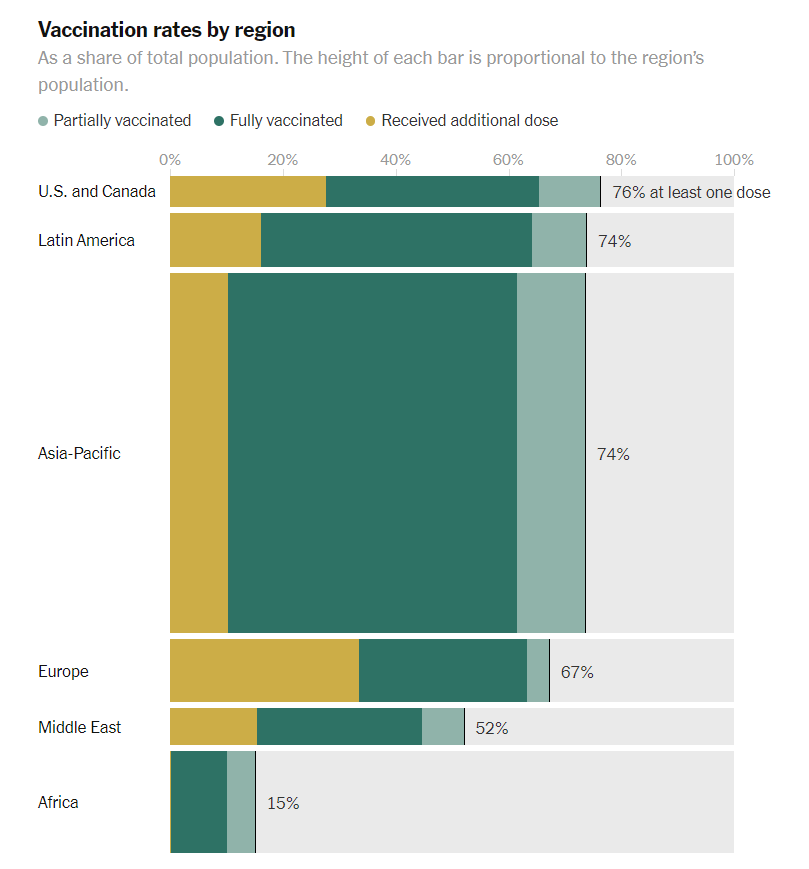 Vaccination rates by region
As a share of total population. The height of each bar is proportional to the region’s
population.
Partially vaccinated Fully vaccinated Received additional dose
0% 20% 40% 60% 80% 100%
U.S. and Canada 76% at least one dose
Latin America 74%
Asia-Pacific 74%
Europe 67%
Middle East 52%
Africa 15%